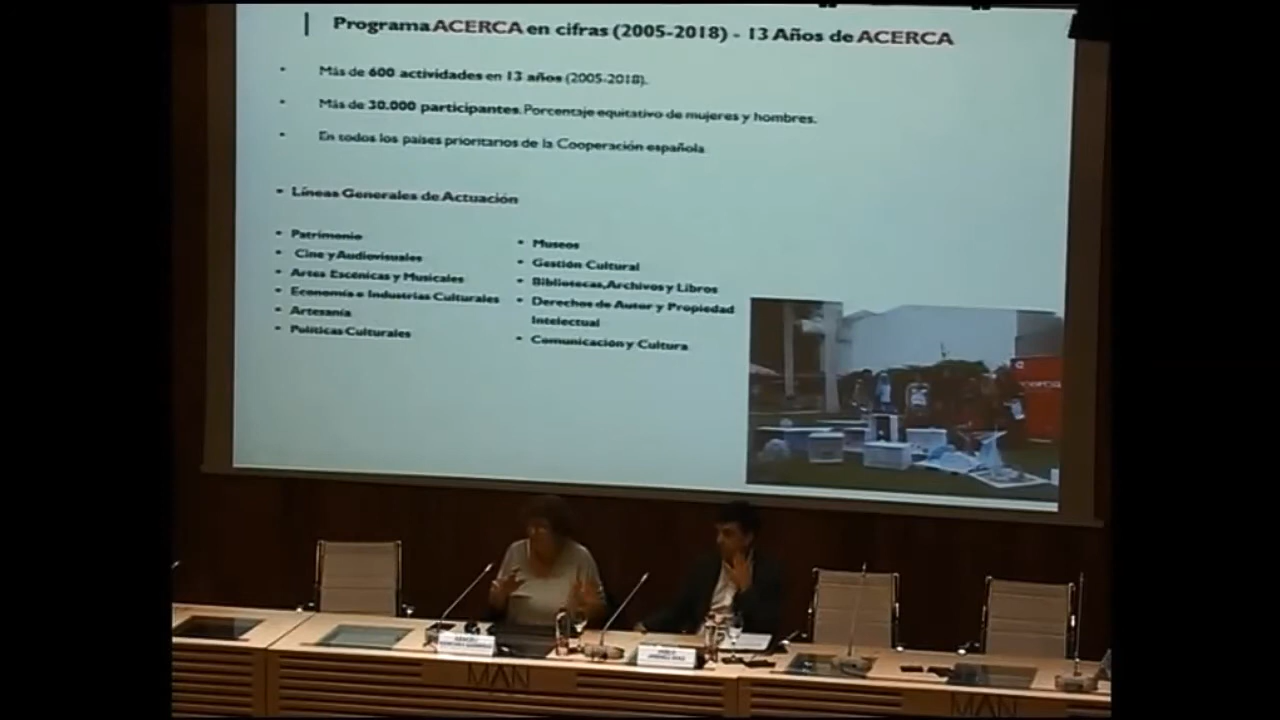 Programa ACERCA en cifras (2005-2018) - 13 Años de ACERCA
• Más de 600 actividades en 13 años (2005-2018).
• Más de 30.000 participantes. Porcentaje equitativo de mujeres y hombres.
• En todos los países prioritarios de la Cooperación española.
• Líneas Generales de Actuación
• Patrimonio
• Cine y Audiovisuales
• Artes Escénicas y Musicales
• Economía e Industrias Culturales
• Artesanía
• Políticas Culturales
• Museos
• Gestión Cultural
• Bibliotecas, Archivos y Libros
• Derechos de Autor y Propiedad
Intelectual
• Comunicación y Cultura
MAN
MAN